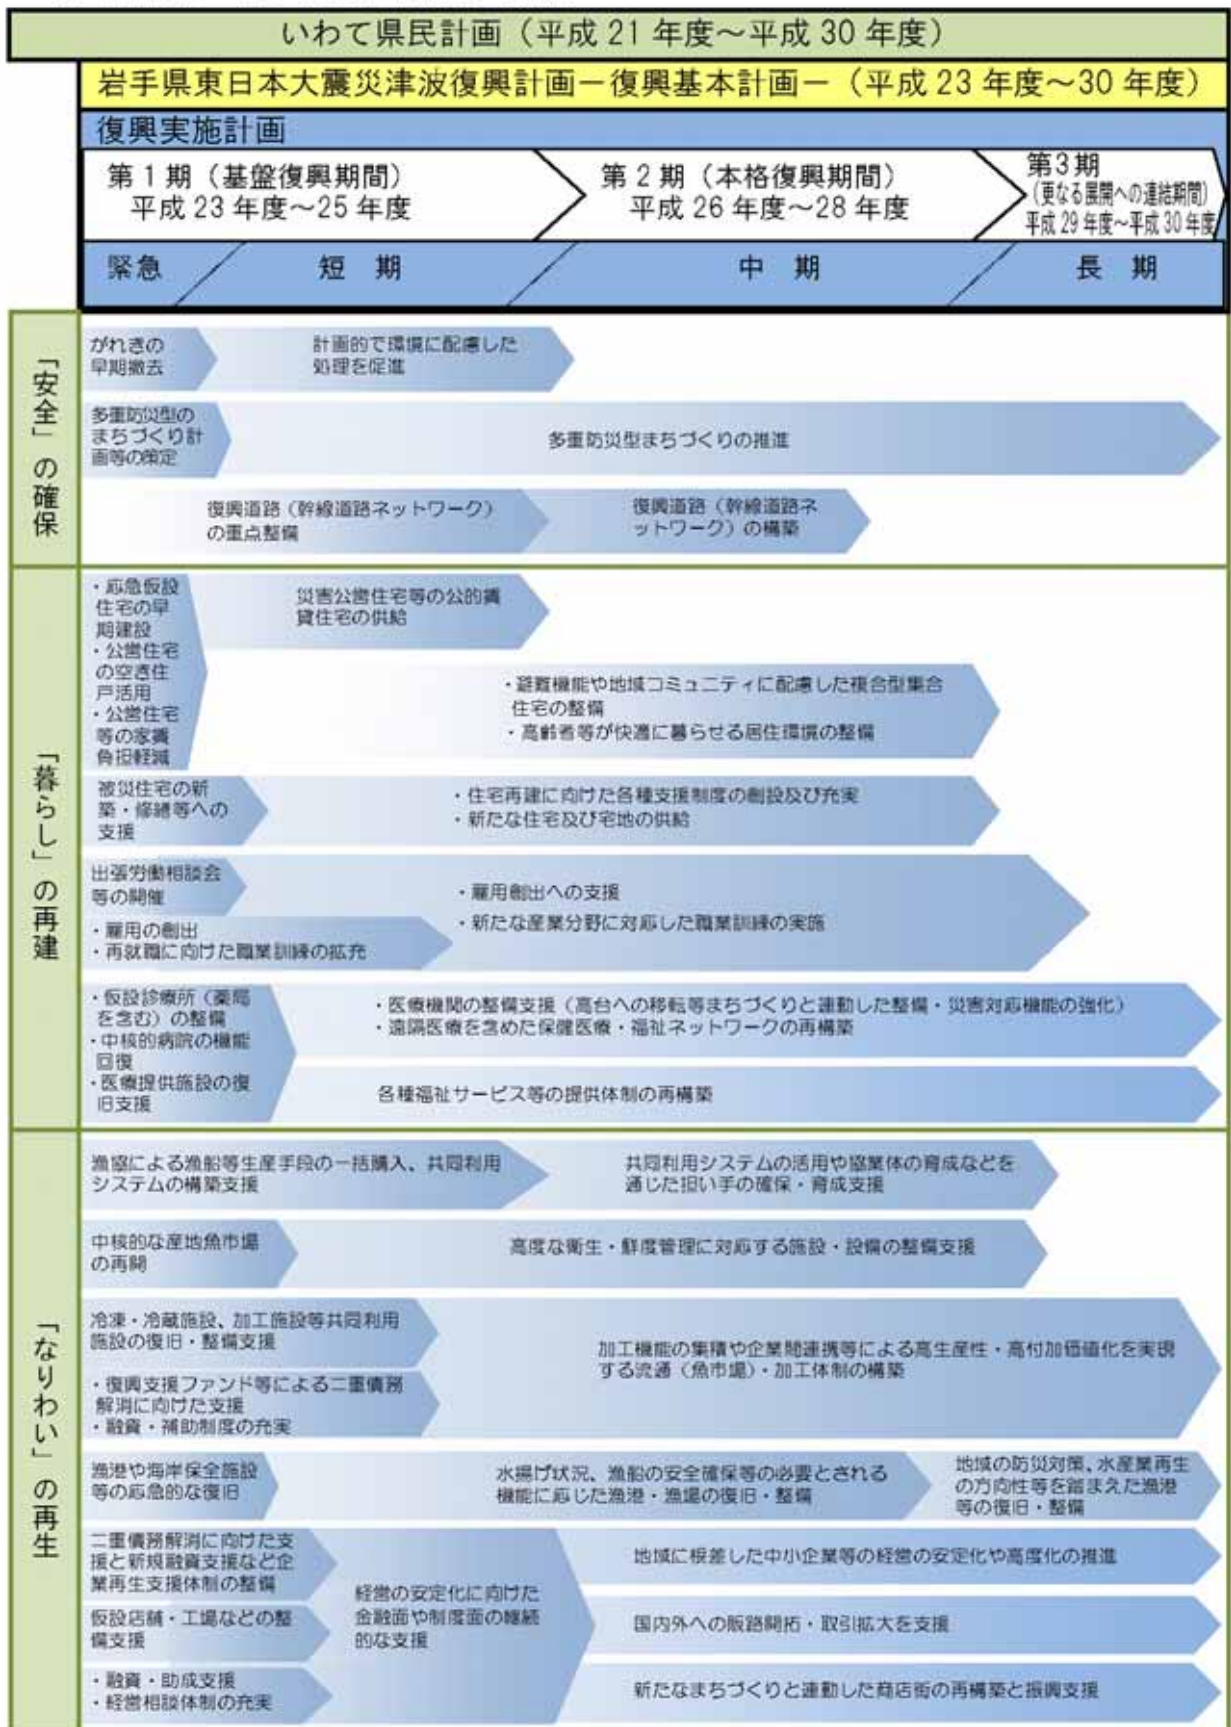 いわて県民計画（平成 21 年度～平成 30 年度）
岩手県東日本大震災津波復興計画－復興基本計画－（平成 23 年度～30 年度）
復興実施計画
第 1 期（基盤復興期間）
平成 23 年度～25 年度
第 2 期（本格復興期間）
平成 26 年度～28 年度
第3期
（更なる展開への連結期間）
平成 29 年度～平成 30 年度
緊急
短 期
中 期
長 期
「安全」の確保
がれきの
早期撤去
計画的で環境に配慮した
処理を促進
多重防災型の
まちづくり計
画等の策定
多重防災型まちづくりの推進
復興道路（幹線道路ネットワーク）
の重点整備
復興道路（幹線道路ネ
ットワーク）の構築
「暮らし」の再建
・応急仮設
住宅の早
期建設
・公営住宅
の空き住
戸活用
・公営住宅
等の家賃
負担軽減
災害公営住宅等の公的賃
貸住宅の供給
・避難機能や地域コミュニティに配慮した複合型集合
住宅の整備
・高齢者等が快適に暮らせる居住環境の整備
被災住宅の新
築・修繕等への
支援
・住宅再建に向けた各種支援制度の創設及び充実
・新たな住宅及び宅地の供給
出張労働相談会
等の開催
・雇用の創出
・再就職に向けた職業訓練の拡充
・雇用創出への支援
・新たな産業分野に対応した職業訓練の実施
・仮設診療所（薬局
を含む）の整備
・中核的病院の機能
回復
・医療提供施設の復
旧支援
・医療機関の整備支援（高台への移転等まちづくりと連動した整備・災害対応機能の強化）
・遠隔医療を含めた保健医療・福祉ネットワークの再構築
各種福祉サービス等の提供体制の再構築
「なりわい」の再生
漁協による漁船等生産手段の一括購入、共同利用
システムの構築支援
共同利用システムの活用や協業体の育成などを
通じた担い手の確保・育成支援
中核的な産地魚市場
の再開
高度な衛生・鮮度管理に対応する施設・設備の整備支援
冷凍・冷蔵施設、加工施設等共同利用
施設の復旧・整備支援
・復興支援ファンド等による二重債務
解消に向けた支援
・融資・補助制度の充実
加工機能の集積や企業間連携等による高生産性・高付加価値化を実現
する流通（魚市場）・加工体制の構築
漁港や海岸保全施設
等の応急的な復旧
水揚げ状況、漁船の安全確保等の必要とされる
機能に応じた漁港・漁場の復旧・整備
地域の防災対策、水産業再生
の方向性等を踏まえた漁港
等の復旧・整備
二重債務解消に向けた支
援と新規融資支援など企
業再生支援体制の整備
仮設店舗・工場などの整
備支援
・融資・助成支援
・経営相談体制の充実
経営の安定化に向けた
金融面や制度面の継続
的な支援
地域に根差した中小企業等の経営の安定化や高度化の推進
国内外への販路開拓・取引拡大を支援
新たなまちづくりと連動した商店街の再構築と振興支援